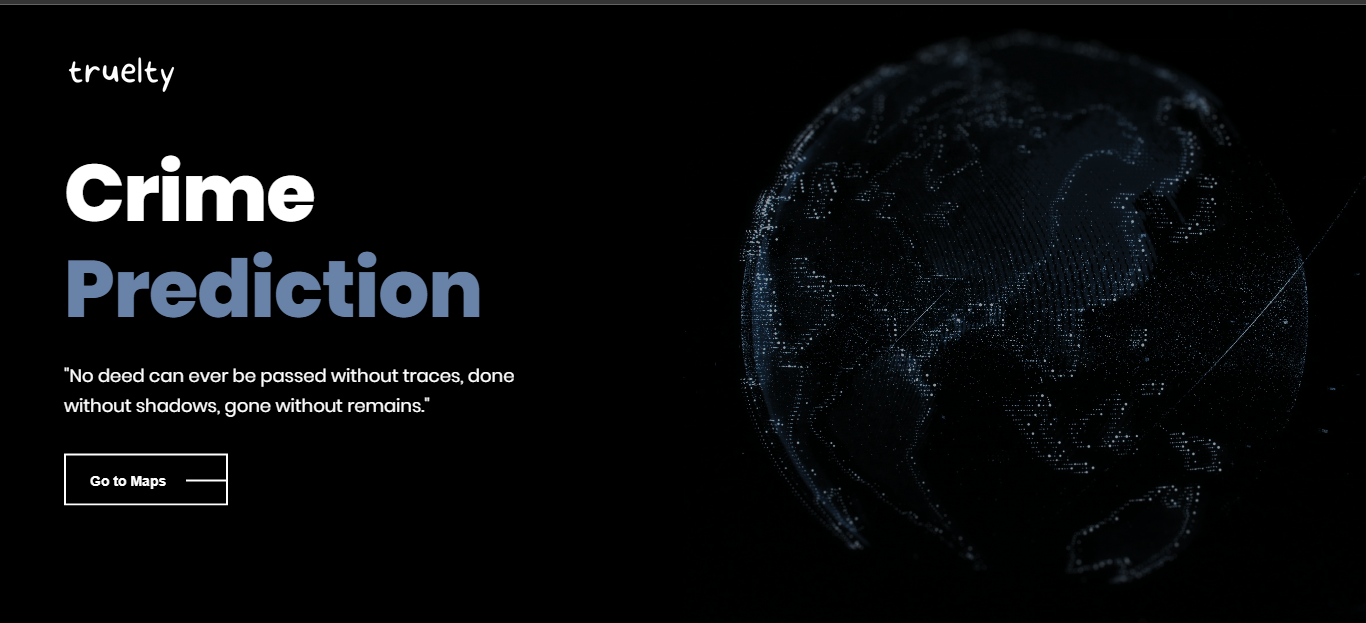 truelty
Crime
Prediction
"No deed can ever be passed without traces, done
without shadows, gone without remains."
Go to Maps